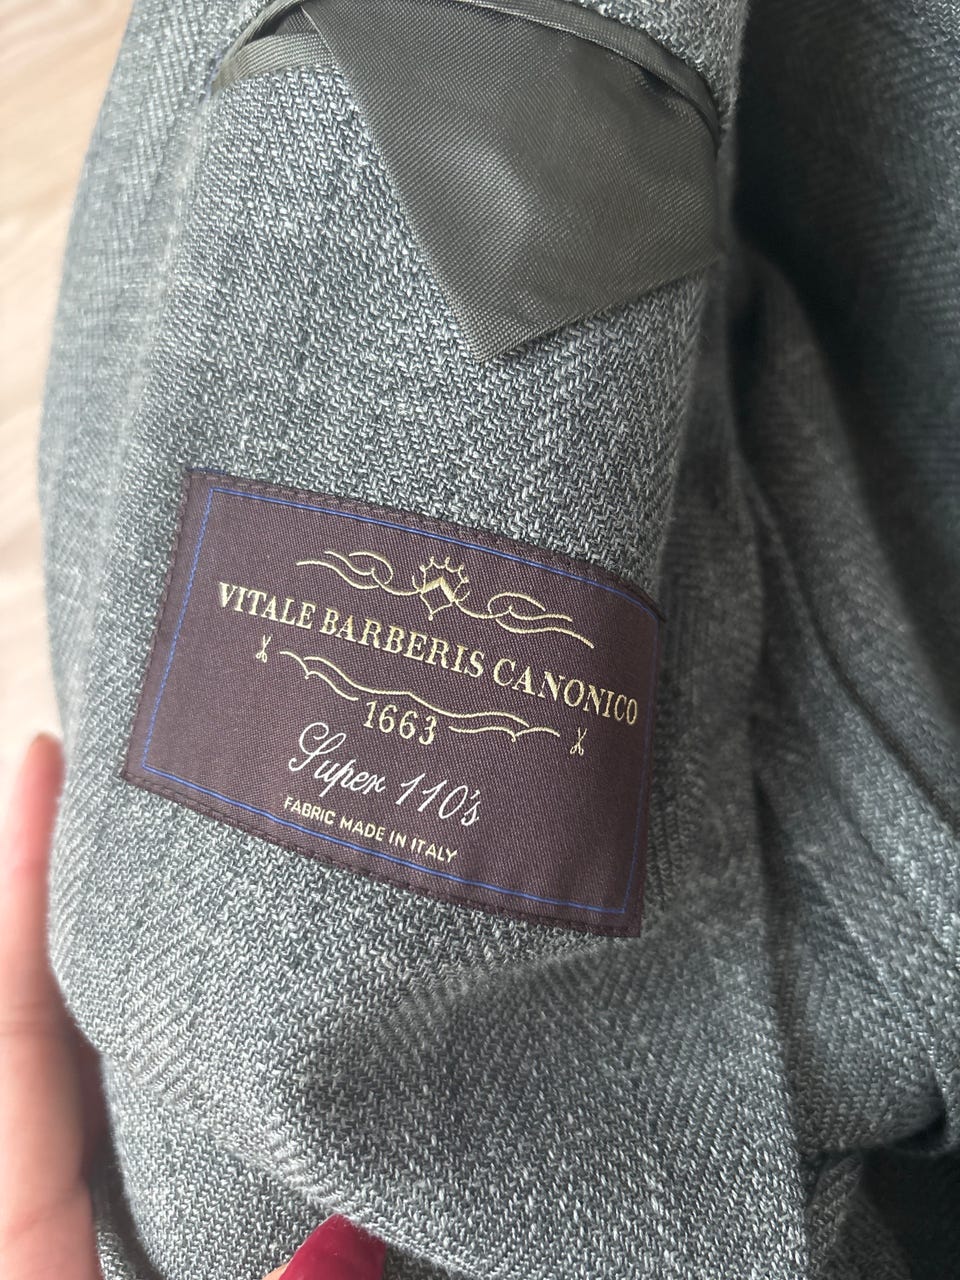 VITALE BARBERIS CANONICO
1663
Super 110's
FABRIC MADE IN ITALY